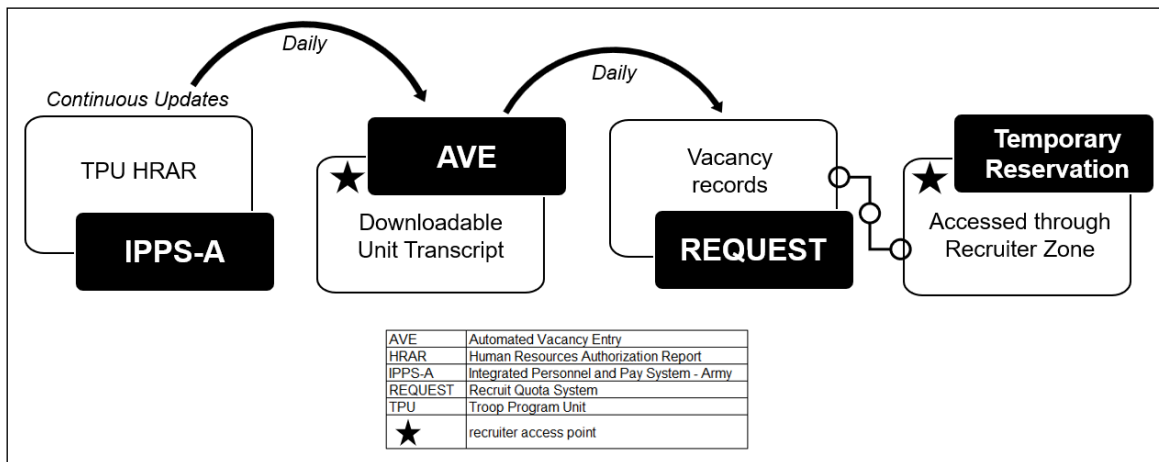 Daily
Daily
Continuous Updates
TPU HRAR
IPPS-A
AVE
Downloadable
Unit Transcript
Vacancy
records
REQUEST
Temporary
Reservation
Accessed through
Recruiter Zone
AVE Automated Vacancy Entry
HRAR Human Resources Authorization Report
IPPS-A Integrated Personnel and Pay System - Army
REQUEST Recruit Quota System
TPU Troop Program Unit
recruiter access point